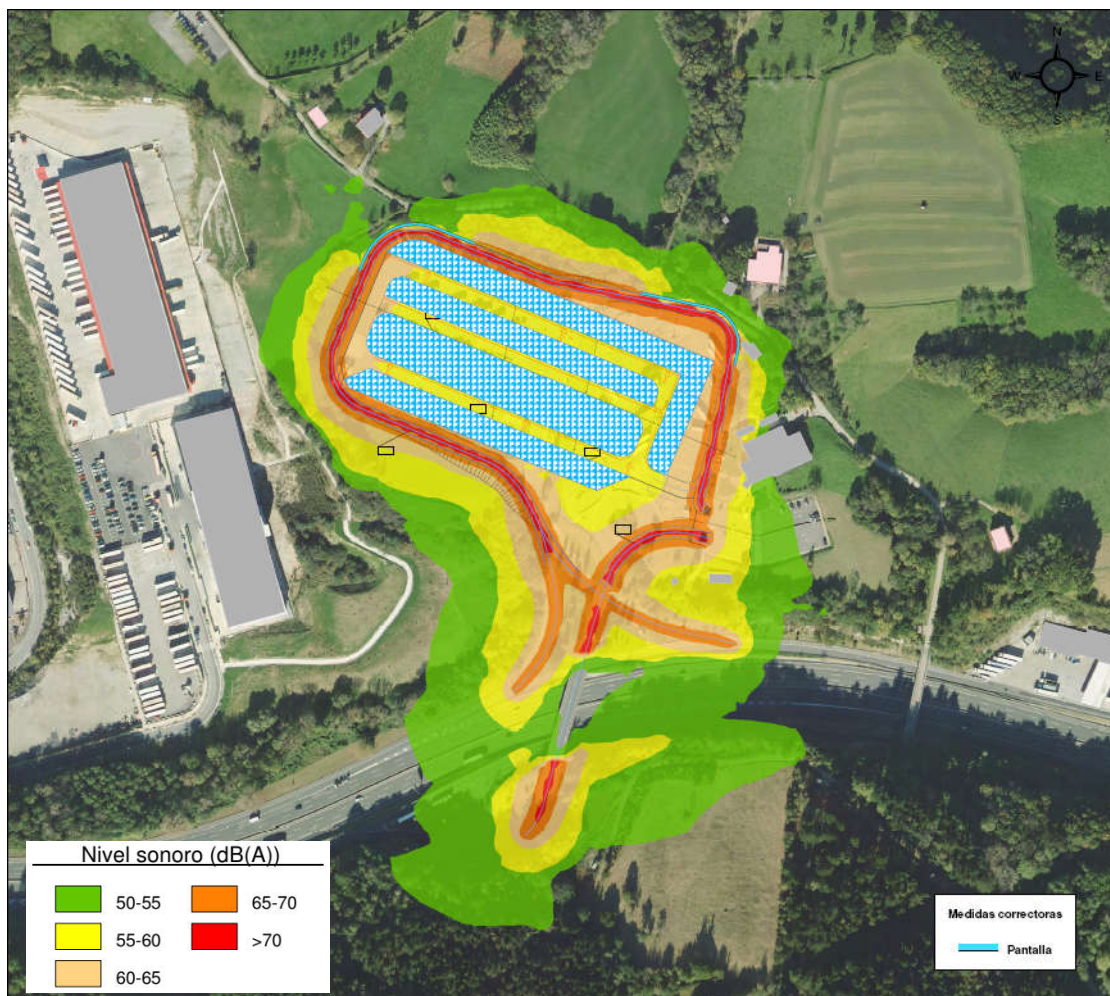 N
W E
S
Nivel sonoro (dB(A))
50-55
65-70
55-60
>70
60-65
Medidas correctoras
Pantalla